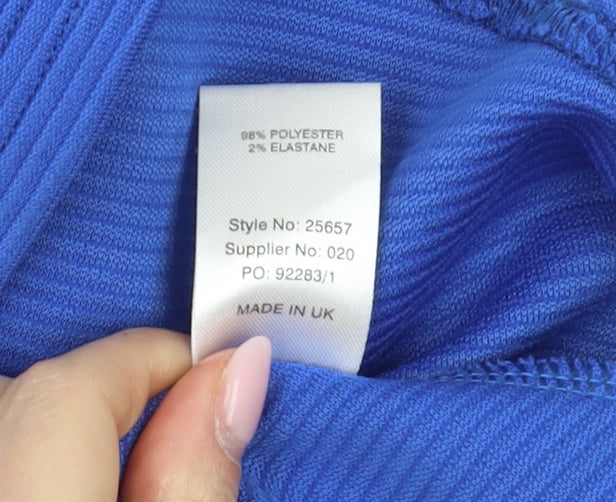 98% POLYESTER
2% ELASTANE
Style No: 25657
Supplier No: 020
PO: 92283/1
MADE IN UK